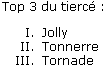 Top 3 du tiercé :
I. Jolly
II. Tonnerre
III. Tornade